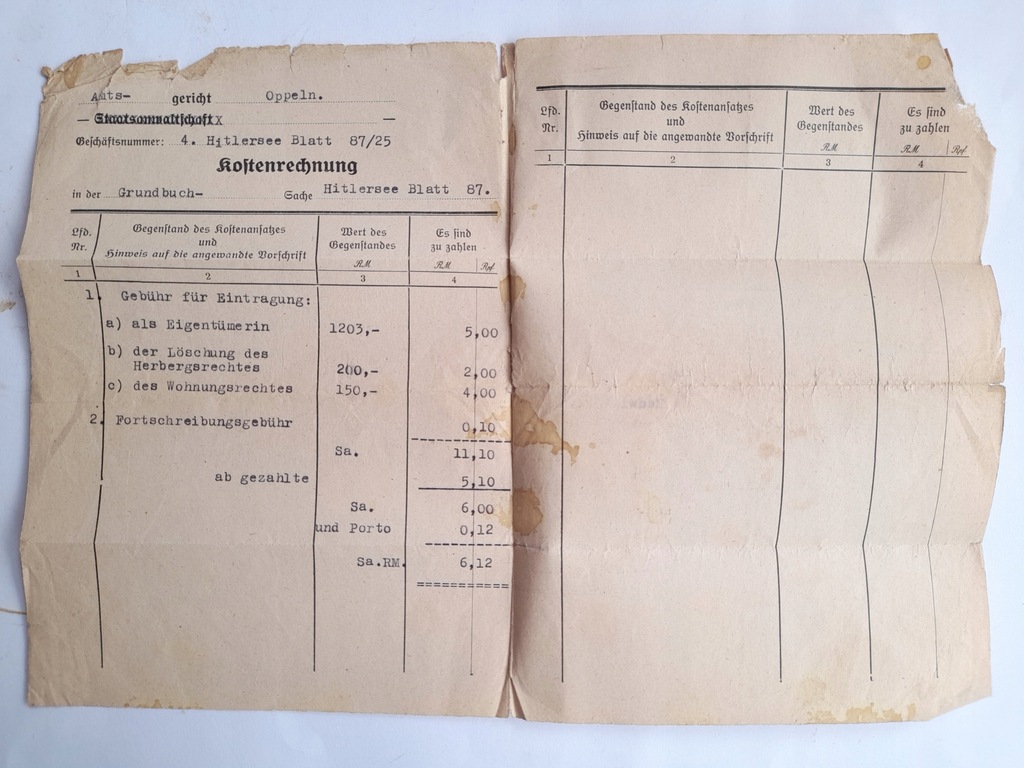 Amts- gericht Oppeln.
— Staatsanwaltschaft —
Geschäftsnummer: 4. Hitlersee Blatt 87/25
Kostenrechnung
in der Grundbuch- Sache Hitlersee Blatt 87.
Lfd. Nr. Gegenstand des Kostenansatzes und Hinweis auf die angewandte Vorschrift Wert des Gegenstandes Es sind zu zahlen
RM RM Rpf
1 2 3 4
1. Gebühr für Eintragung:
a) als Eigentümerin 1203,- 5,00
b) der Löschung des
Herbergsrechtes 200,- 2,00
c) des Wohnungsrechtes 150,- 4,00
2. Fortschreibungsgebühr 0,10
Sa. 11,10
ab gezahlte 5,10
Sa. 6,00
und Porto 0,12
Sa.RM. 6,12
Lfd. Nr. Gegenstand des Kostenansatzes und Hinweis auf die angewandte Vorschrift Wert des Gegenstandes Es sind zu zahlen
RM RM Rpf
1 2 3 4